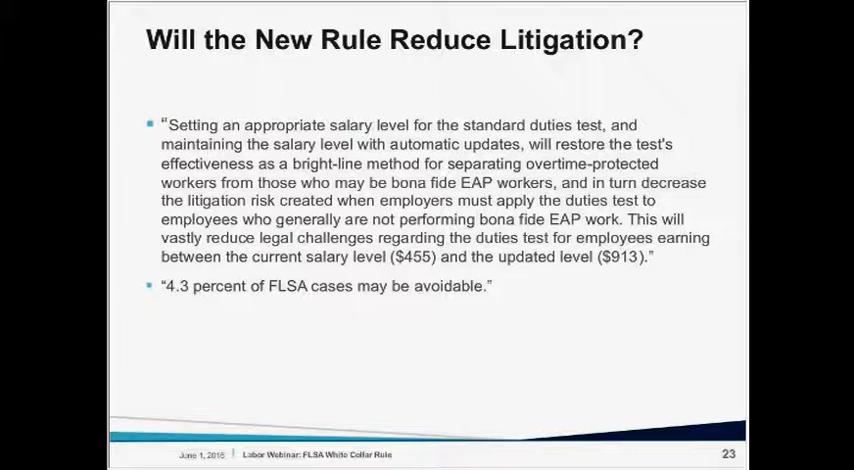 Will the New Rule Reduce Litigation?
▪ “Setting an appropriate salary level for the standard duties test, and
maintaining the salary level with automatic updates, will restore the test's
effectiveness as a bright-line method for separating overtime-protected
workers from those who may be bona fide EAP workers, and in turn decrease
the litigation risk created when employers must apply the duties test to
employees who generally are not performing bona fide EAP work. This will
vastly reduce legal challenges regarding the duties test for employees earning
between the current salary level ($455) and the updated level ($913).”
▪ “4.3 percent of FLSA cases may be avoidable.”
June 1, 2016 | Labor Webinar: FLSA White Collar Rule
23